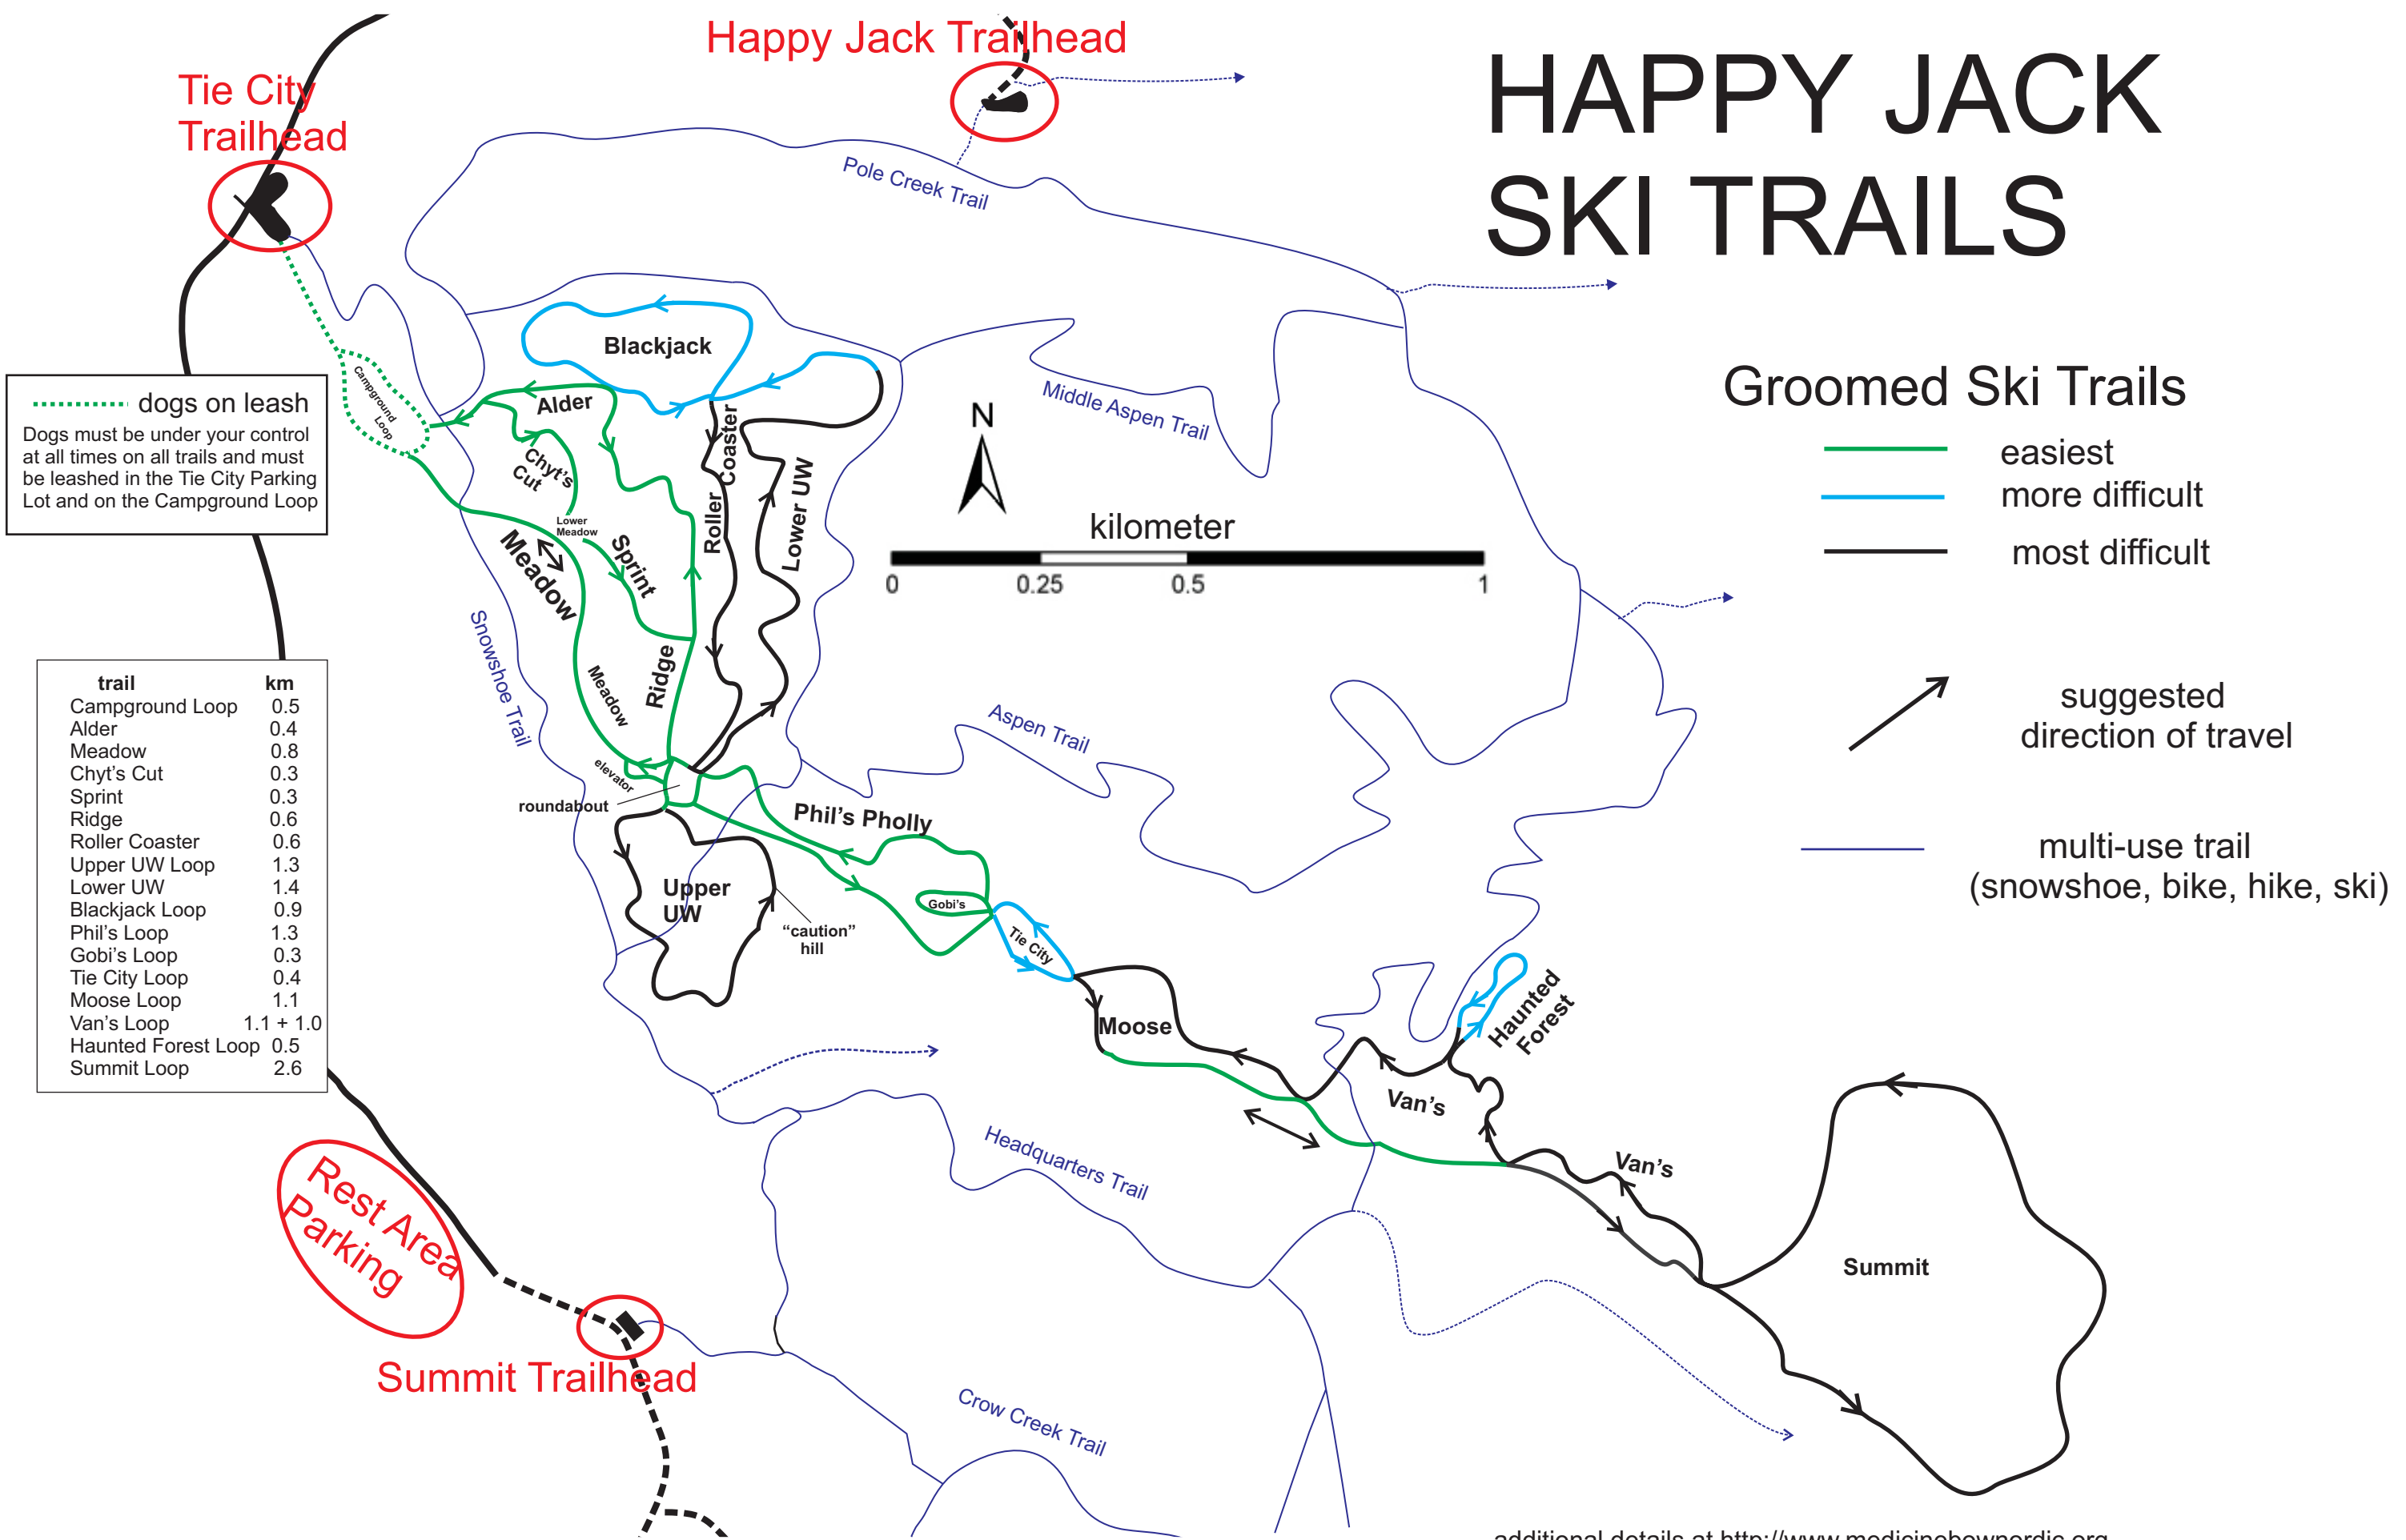 Happy Jack Trailhead
HAPPY JACK
SKI TRAILS
Tie City
Trailhead
Pole Creek Trail
Blackjack
Campground
Loop
dogs on leash
Dogs must be under your control
at all times on all trails and must
be leashed in the Tie City Parking
Lot and on the Campground Loop
Alder
Chyt's
Cut
Roller Coaster
Lower UW
Middle Aspen Trail
N
kilometer
0 0.25 0.5 1
Groomed Ski Trails
easiest
more difficult
most difficult
suggested
direction of travel
multi-use trail
(snowshoe, bike, hike, ski)
Lower
Meadow
Meadow
Sprint
Snowshoe Trail
Meadow
Ridge
Aspen Trail
elevator
roundabout
Phil's Pholly
Upper
UW
"caution"
hill
Gobi's
Tie City
Moose
Haunted
Forest
Van's
Van's
Summit
Headquarters Trail
trail km
Campground Loop 0.5
Alder 0.4
Meadow 0.8
Chyt's Cut 0.3
Sprint 0.3
Ridge 0.6
Roller Coaster 0.6
Upper UW Loop 1.3
Lower UW 1.4
Blackjack Loop 0.9
Phil's Loop 1.3
Gobi's Loop 0.3
Tie City Loop 0.4
Moose Loop 1.1
Van's Loop 1.1 + 1.0
Haunted Forest Loop 0.5
Summit Loop 2.6
Rest Area
Parking
Summit Trailhead
Crow Creek Trail
additional details at http://www.medicinebownordic.org